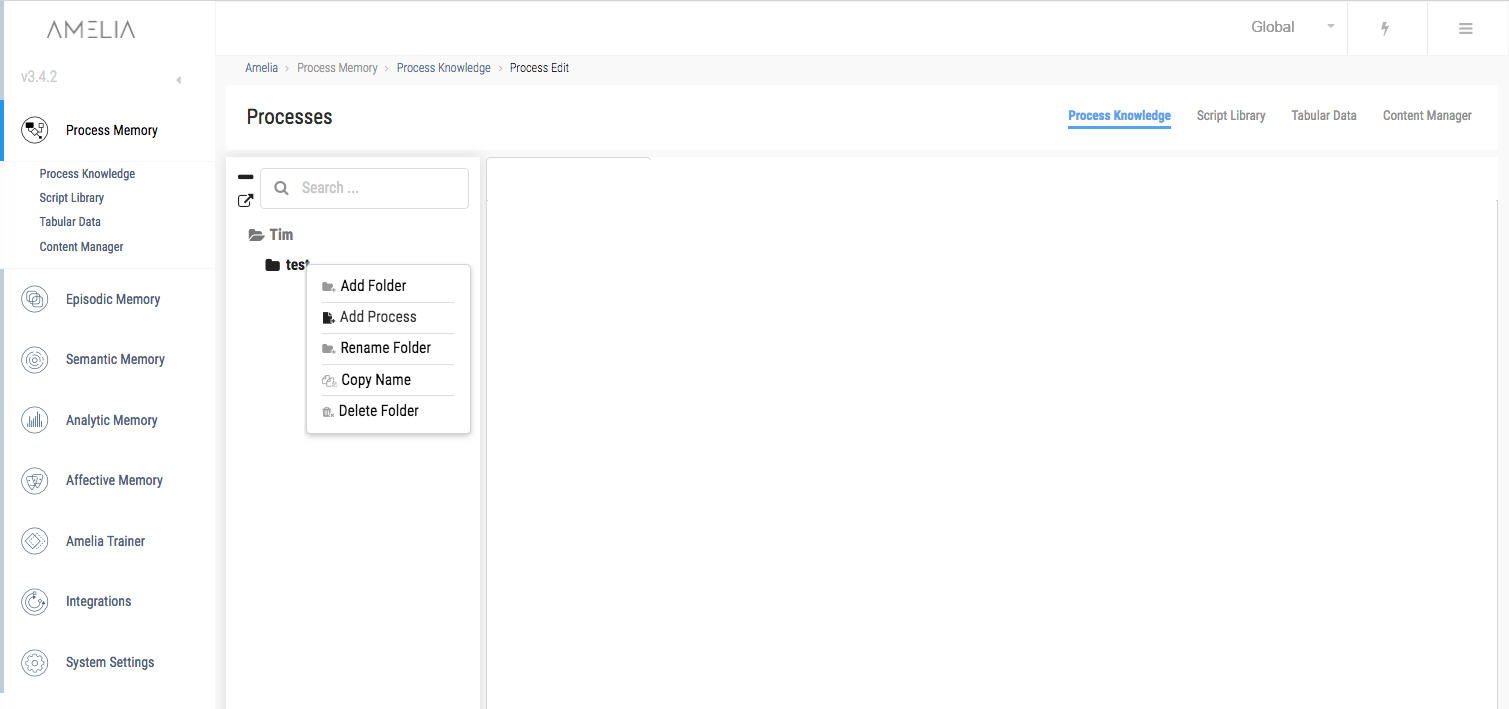 AMELIA
Global
v3.4.2
Amelia › Process Memory › Process Knowledge › Process Edit
Process Memory
Process Knowledge
Script Library
Tabular Data
Content Manager
Episodic Memory
Semantic Memory
Analytic Memory
Affective Memory
Amelia Trainer
Integrations
System Settings
Processes
Process Knowledge Script Library Tabular Data Content Manager
Search ...
Tim
test
Add Folder
Add Process
Rename Folder
Copy Name
Delete Folder